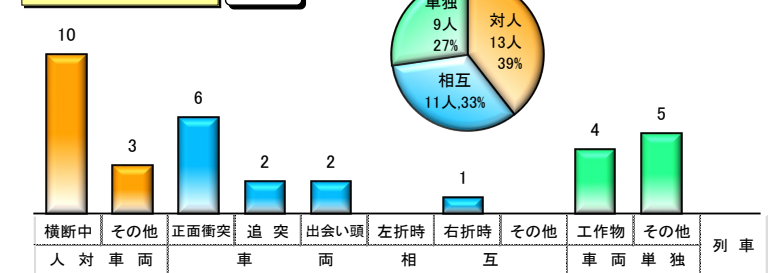 単独
9人
27%
対人
13人
39%
相互
11人,33%
10
3
6
2
2
1
4
5
横断中 その他 正面衝突 追 突 出会い頭 左折時 右折時 その他 工作物 その他 列 車
人 対 車 両 車 両 相 互 車 両 単 独